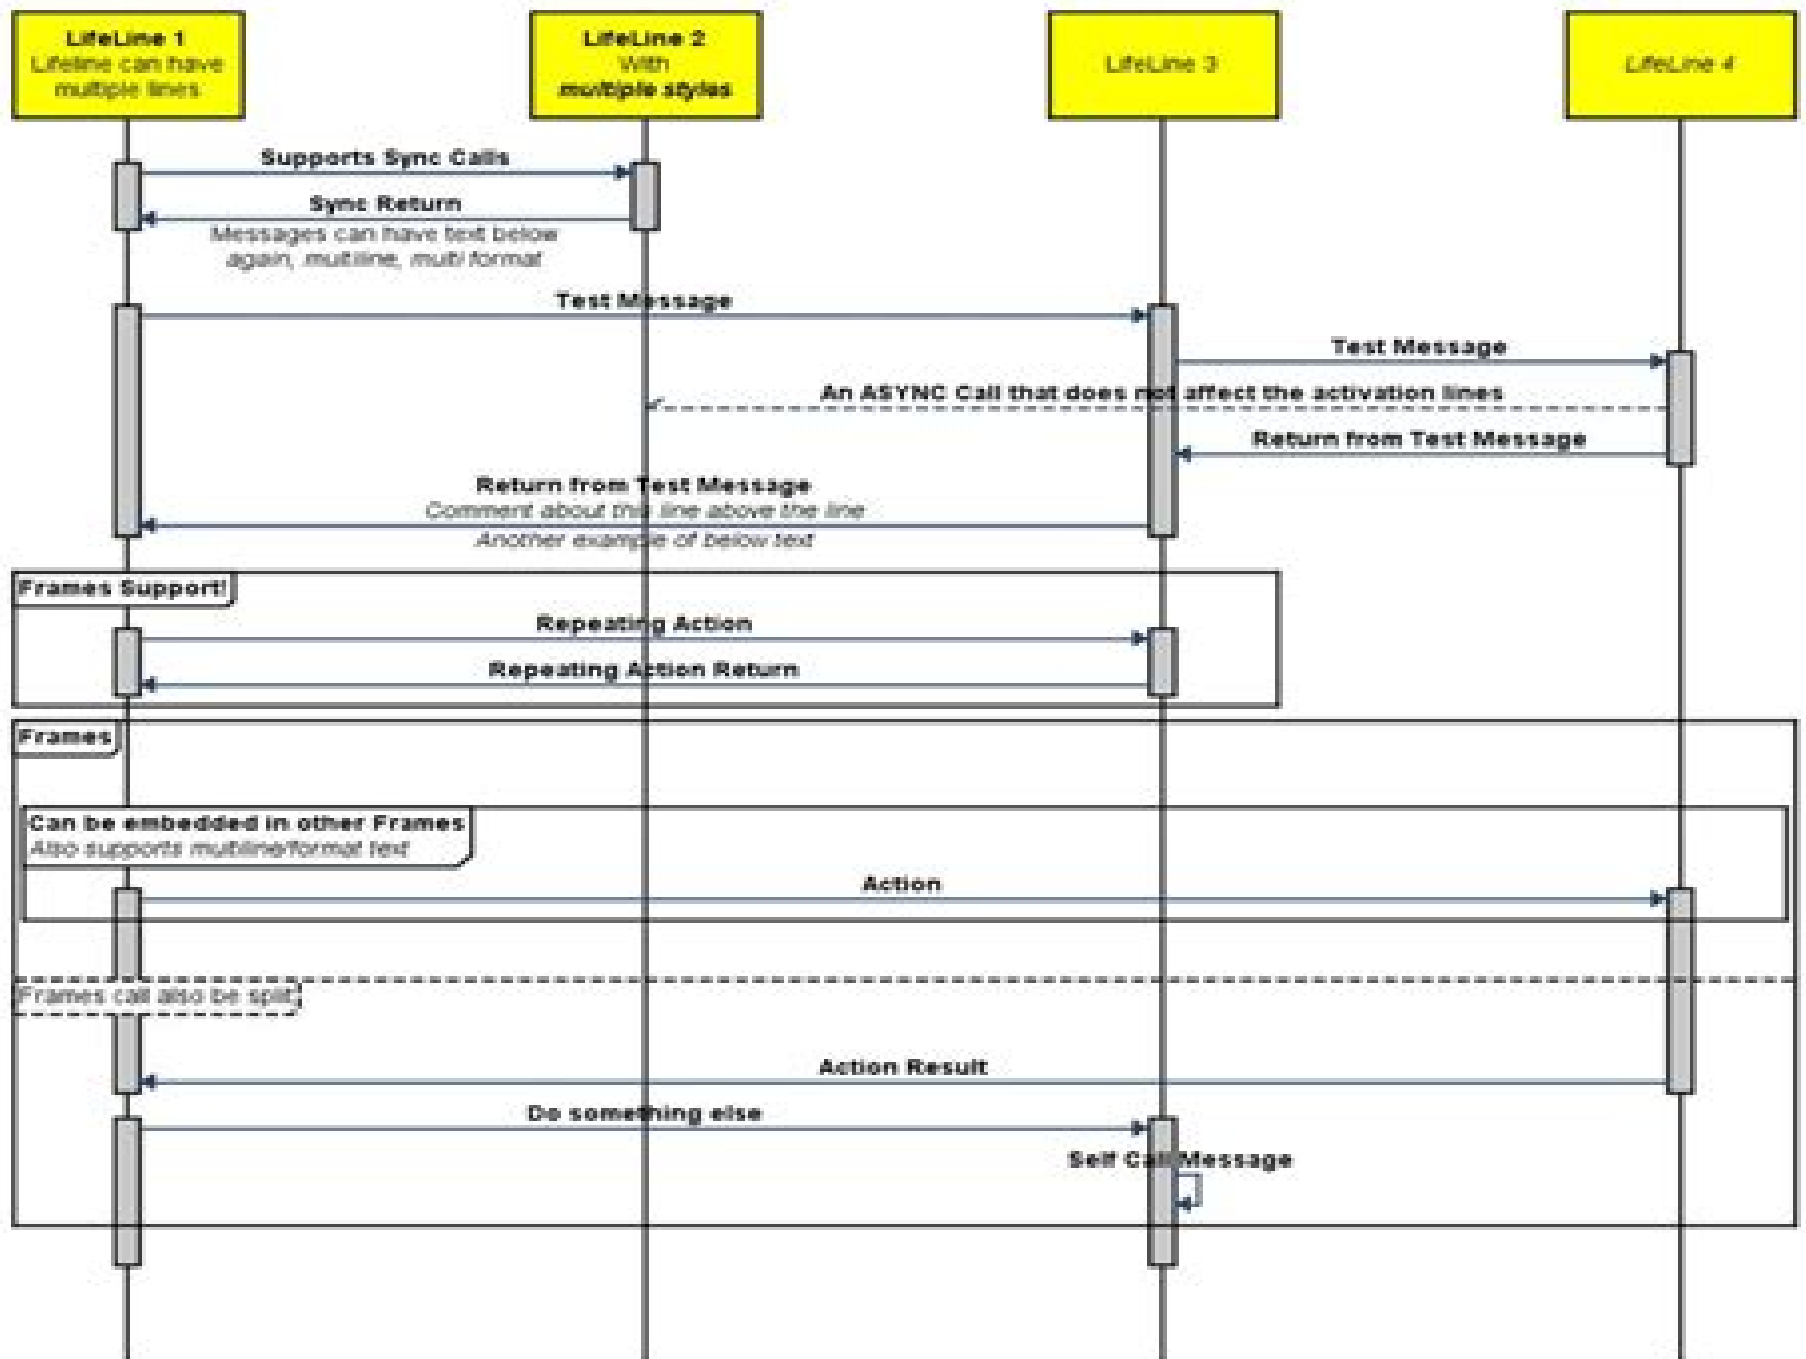 LifeLine 1
Lifeline can have
multiple lines
LifeLine 2
With
multiple styles
LifeLine 3
LifeLine 4
Supports Sync Calls
Sync Return
Messages can have text below
again, multiline, multi format
Test Message
Test Message
An ASYNC Call that does not affect the activation lines
Return from Test Message
Return from Test Message
Comment about this line above the line
Another example of below text
Frames Support!
Repeating Action
Repeating Action Return
Frames
Can be embedded in other Frames
Also supports multiline/format text
Action
Frames call also be split
Action Result
Do something else
Self Call Message